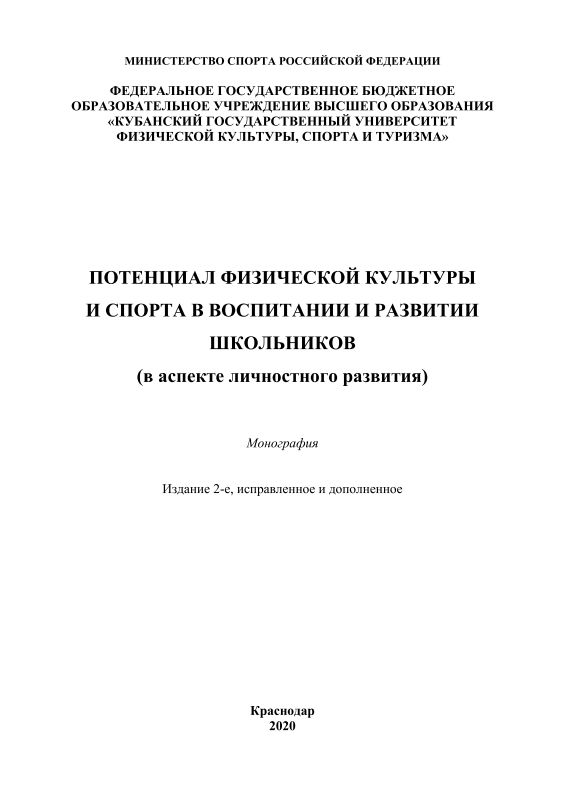 МИНИСТЕРСТВО СПОРТА РОССИЙСКОЙ ФЕДЕРАЦИИ
ФЕДЕРАЛЬНОЕ ГОСУДАРСТВЕННОЕ БЮДЖЕТНОЕ
ОБРАЗОВАТЕЛЬНОЕ УЧРЕЖДЕНИЕ ВЫСШЕГО ОБРАЗОВАНИЯ
«КУБАНСКИЙ ГОСУДАРСТВЕННЫЙ УНИВЕРСИТЕТ
ФИЗИЧЕСКОЙ КУЛЬТУРЫ, СПОРТА И ТУРИЗМА»
ПОТЕНЦИАЛ ФИЗИЧЕСКОЙ КУЛЬТУРЫ
И СПОРТА В ВОСПИТАНИИ И РАЗВИТИИ
ШКОЛЬНИКОВ
(в аспекте личностного развития)
Монография
Издание 2-е, исправленное и дополненное
Краснодар
2020